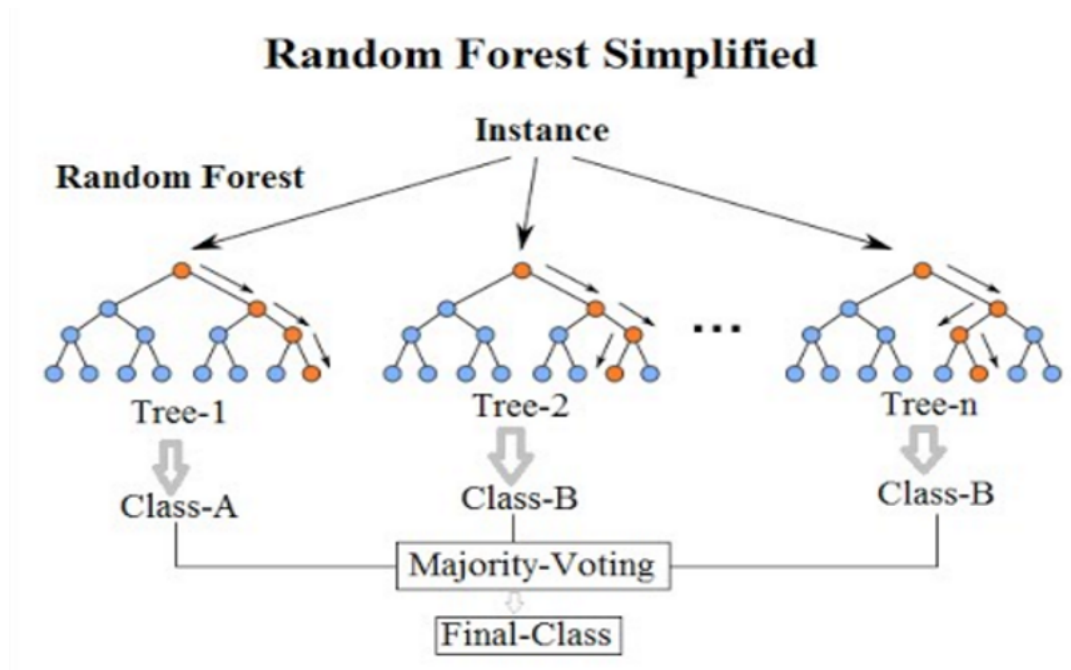 Random Forest Simplified
Instance
Random Forest
...
Tree-1
Tree-2
Tree-n
Class-A
Class-B
Class-B
Majority-Voting
Final-Class